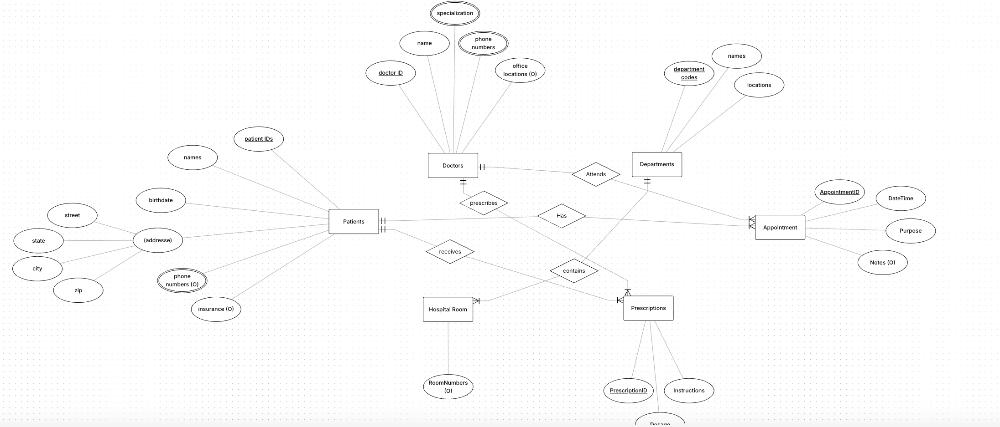 specialization
name
phone
numbers
doctor ID
office
locations (O)
names
department
codes
locations
patient IDs
names
Doctors
Departments
Attends
birthdate
prescribes
AppointmentID
DateTime
street
Patients
Has
Appointment
Purpose
state
(addresse)
receives
Notes (O)
city
contains
phone
numbers (O)
zip
insurance (O)
Hospital Room
Prescriptions
RoomNumbers
(O)
PrescriptionID
Instructions
Dosage